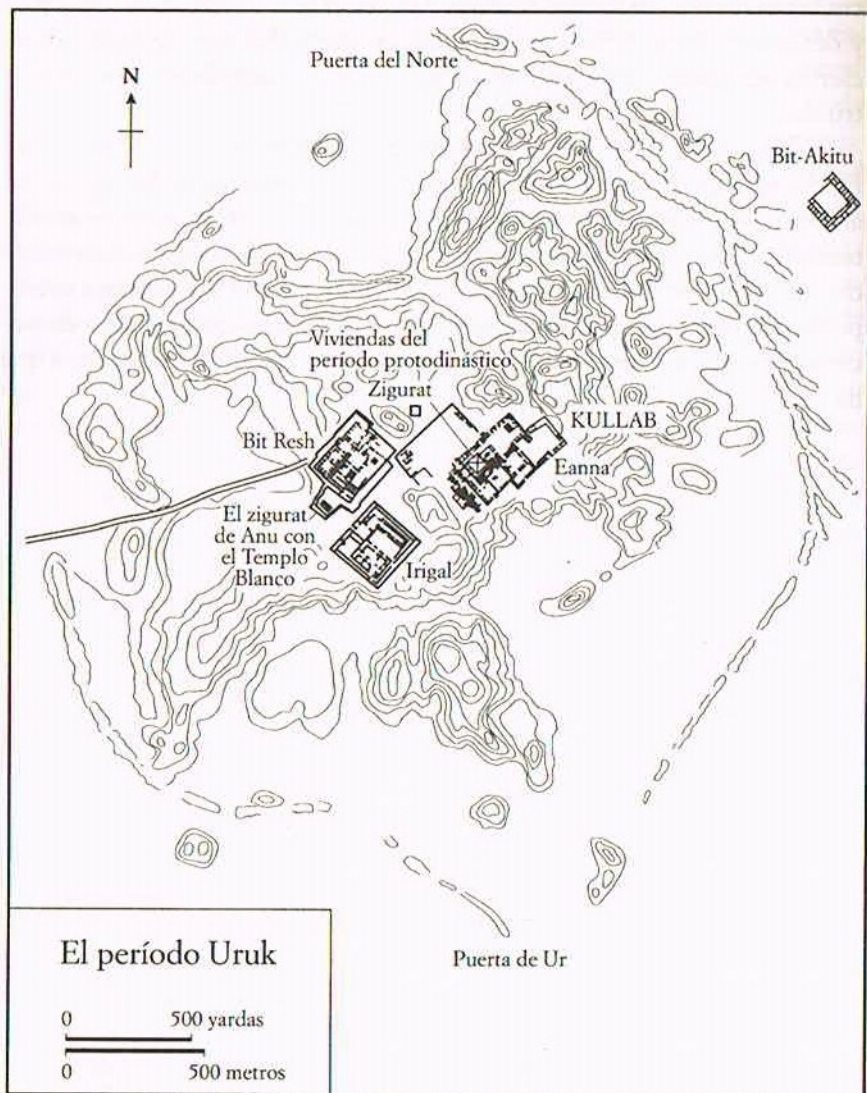 Puerta del Norte
N
Bit-Akitu
Viviendas del
período protodinástico
Zigurat
KULLAB
Bit Resh
Eanna
El zigurat
de Anu con
el Templo
Blanco
Irigal
El período Uruk
Puerta de Ur
0 500 yardas
0 500 metros